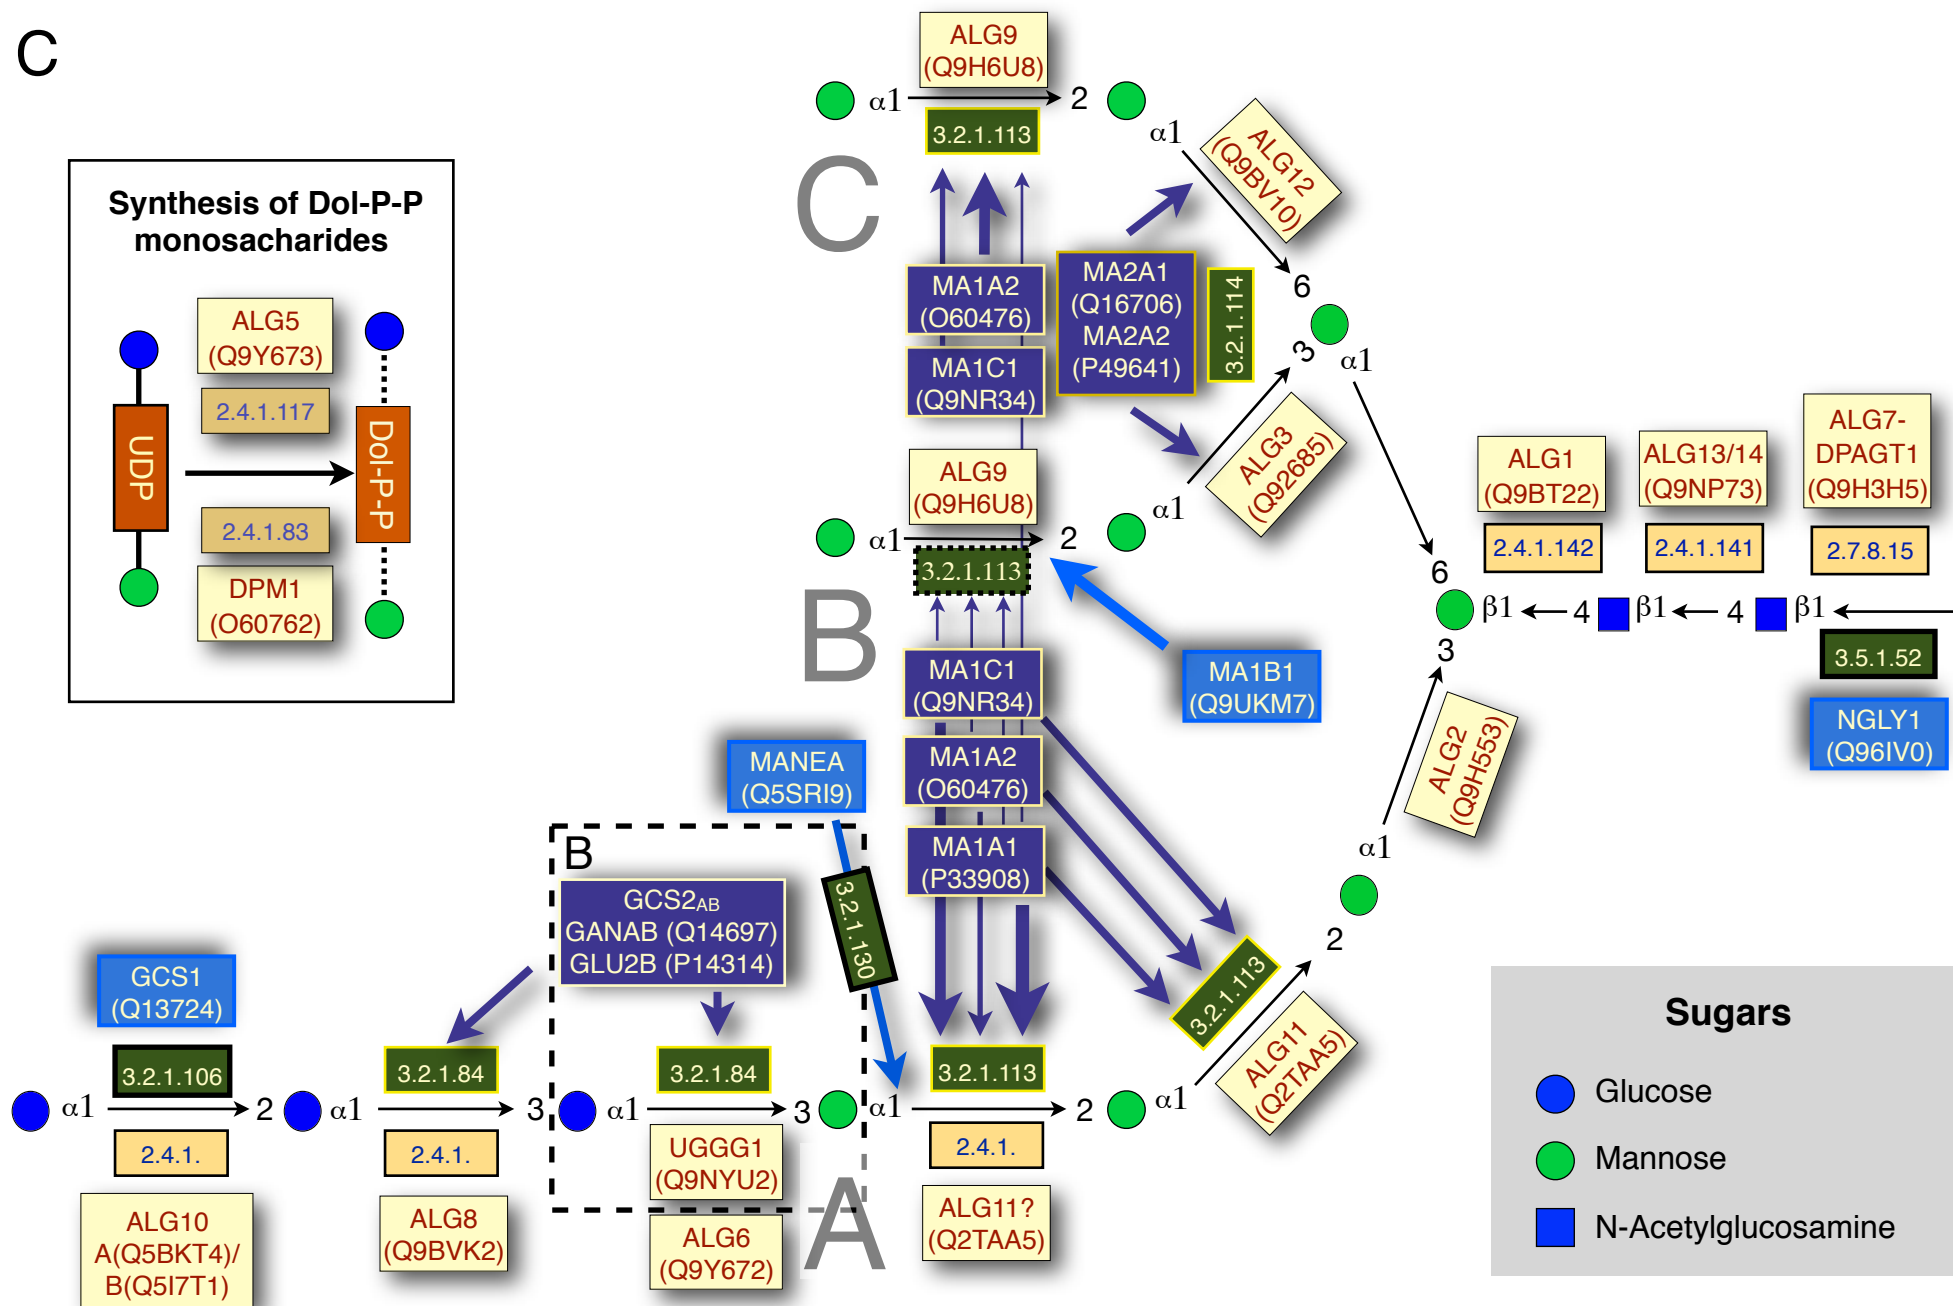 C
Synthesis of Dol-P-P
monosacharides
ALG5
(Q9Y673)
2.4.1.117
UDP
Dol-P-P
2.4.1.83
DPM1
(O60762)
ALG9
(Q9H6U8)
α1
2
3.2.1.113
C
α1
ALG12
(Q9BV10)
6
MA1A2
(O60476)
MA1C1
(Q9NR34)
MA2A1
(Q16706)
MA2A2
(P49641)
3.2.1.114
3
α1
ALG3
(Q92685)
α1
ALG9
(Q9H6U8)
α1
2
3.2.1.113
B
MA1B1
(Q9UKM7)
6
ALG1
(Q9BT22)
2.4.1.142
ALG13/14
(Q9NP73)
2.4.1.141
ALG7-
DPAGT1
(Q9H3H5)
2.7.8.15
β1
4
β1
4
β1
3.5.1.52
NGLY1
(Q96IV0)
3
ALG2
(Q9H553)
α1
2
MA1C1
(Q9NR34)
MA1A2
(O60476)
MA1A1
(P33908)
MANEA
(Q5SRI9)
3.2.1.130
B
GCS2AB
GANAB (Q14697)
GLU2B (P14314)
GCS1
(Q13724)
3.2.1.106
3.2.1.84
3.2.1.84
3.2.1.113
3.2.1.113
α1
2
α1
3
α1
3
α1
2
α1
2.4.1.
2.4.1.
UGGG1
(Q9NYU2)
2.4.1.
ALG11
(Q2TAA5)
ALG10
A(Q5BKT4)/
B(Q5I7T1)
ALG8
(Q9BVK2)
ALG6
(Q9Y672)
A
ALG11?
(Q2TAA5)
Sugars
Glucose
Mannose
N-Acetylglucosamine